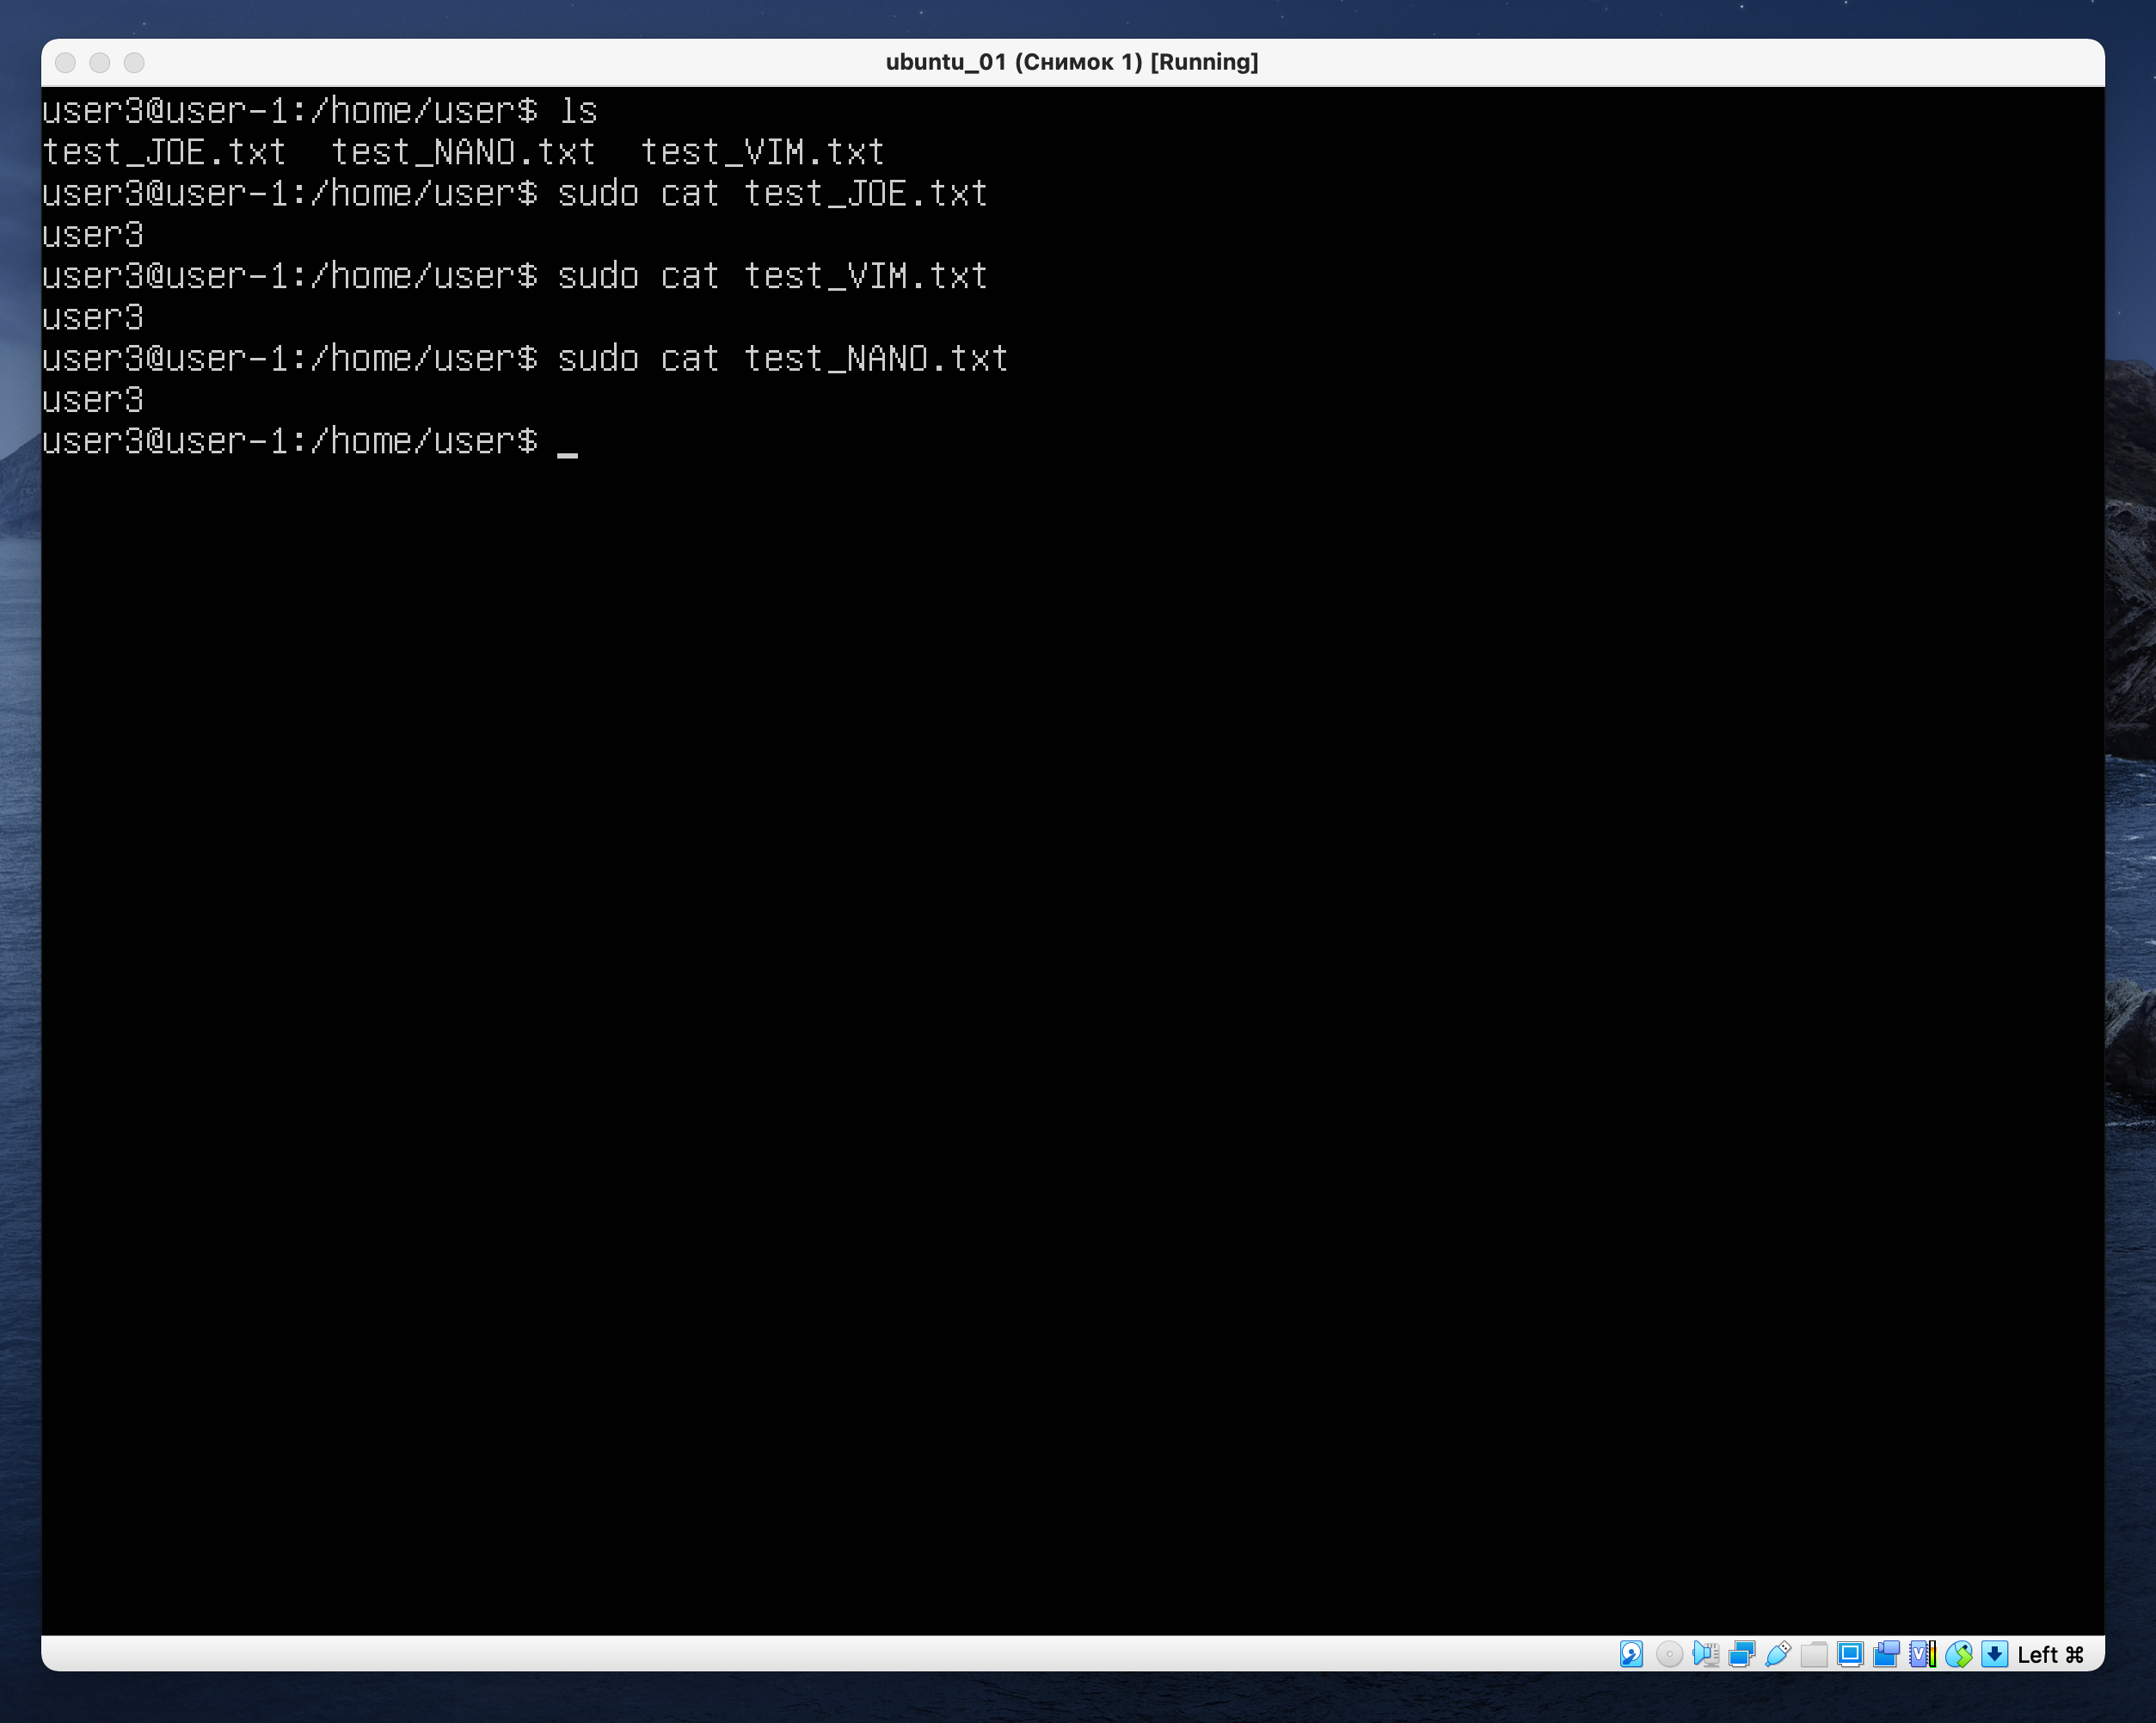 ubuntu_01 (Снимок 1) [Running]
user3@user-1:/home/user$ ls
test_JOE.txt  test_NANO.txt  test_VIM.txt
user3@user-1:/home/user$ sudo cat test_JOE.txt
user3
user3@user-1:/home/user$ sudo cat test_VIM.txt
user3
user3@user-1:/home/user$ sudo cat test_NANO.txt
user3
user3@user-1:/home/user$ _
Left ⌘